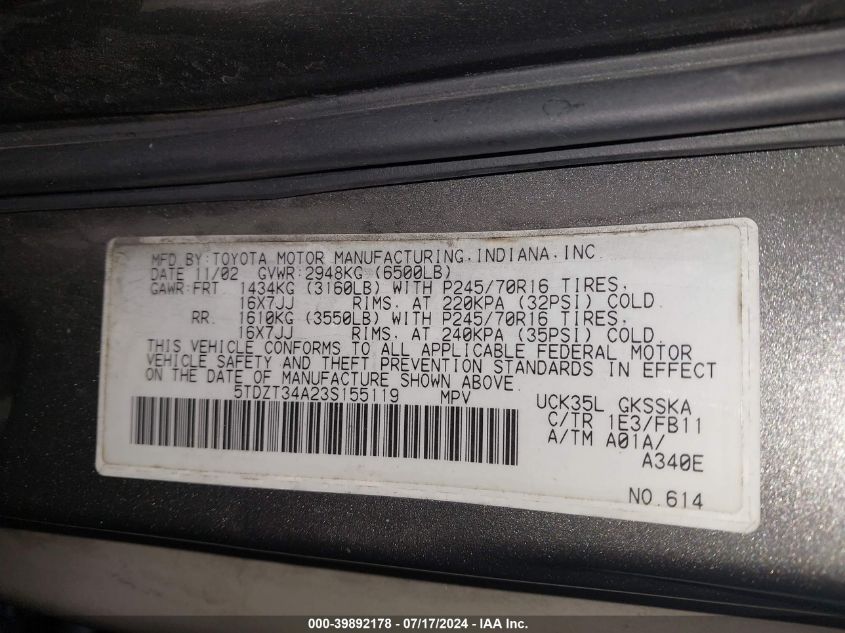 MFD. BY: TOYOTA MOTOR MANUFACTURING, INDIANA, INC.
DATE 11/02 GVWR: 2948KG (6500LB)
GAWR: FRT. 1434KG (3160LB) WITH P245/70R16 TIRES,
16X7JJ RIMS, AT 220KPA (32PSI) COLD.
RR. 1610KG (3550LB) WITH P245/70R16 TIRES,
16X7JJ RIMS, AT 240KPA (35PSI) COLD.
THIS VEHICLE CONFORMS TO ALL APPLICABLE FEDERAL MOTOR
VEHICLE SAFETY AND THEFT PREVENTION STANDARDS IN EFFECT
ON THE DATE OF MANUFACTURE SHOWN ABOVE.
5TDZT34A23S155119 MPV UCK35L GKSSKA
C/TR 1E3/FB11
A/TM A01A/
A340E
NO. 614
000-39892178 - 07/17/2024 - IAA Inc.